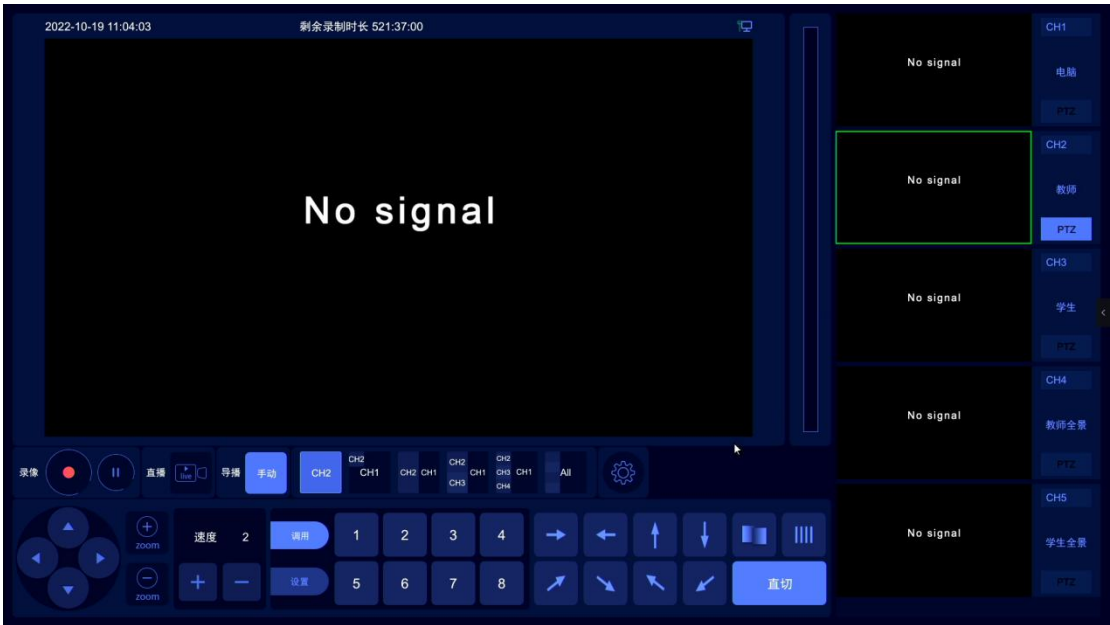 2022-10-19 11:04:03
剩余录制时长 521:37:00
No signal
No signal
CH1
电脑
PTZ
No signal
CH2
教师
PTZ
No signal
CH3
学生
PTZ
No signal
CH4
教师全景
PTZ
No signal
CH5
学生全景
PTZ
录像
直播
live
导播
手动
CH2
CH2
CH1
CH2 CH1
CH2
CH1
CH3
CH2
CH3 CH1
CH4
All
zoom
速度 2
调用
1 2 3 4
直切
zoom
设置
5 6 7 8